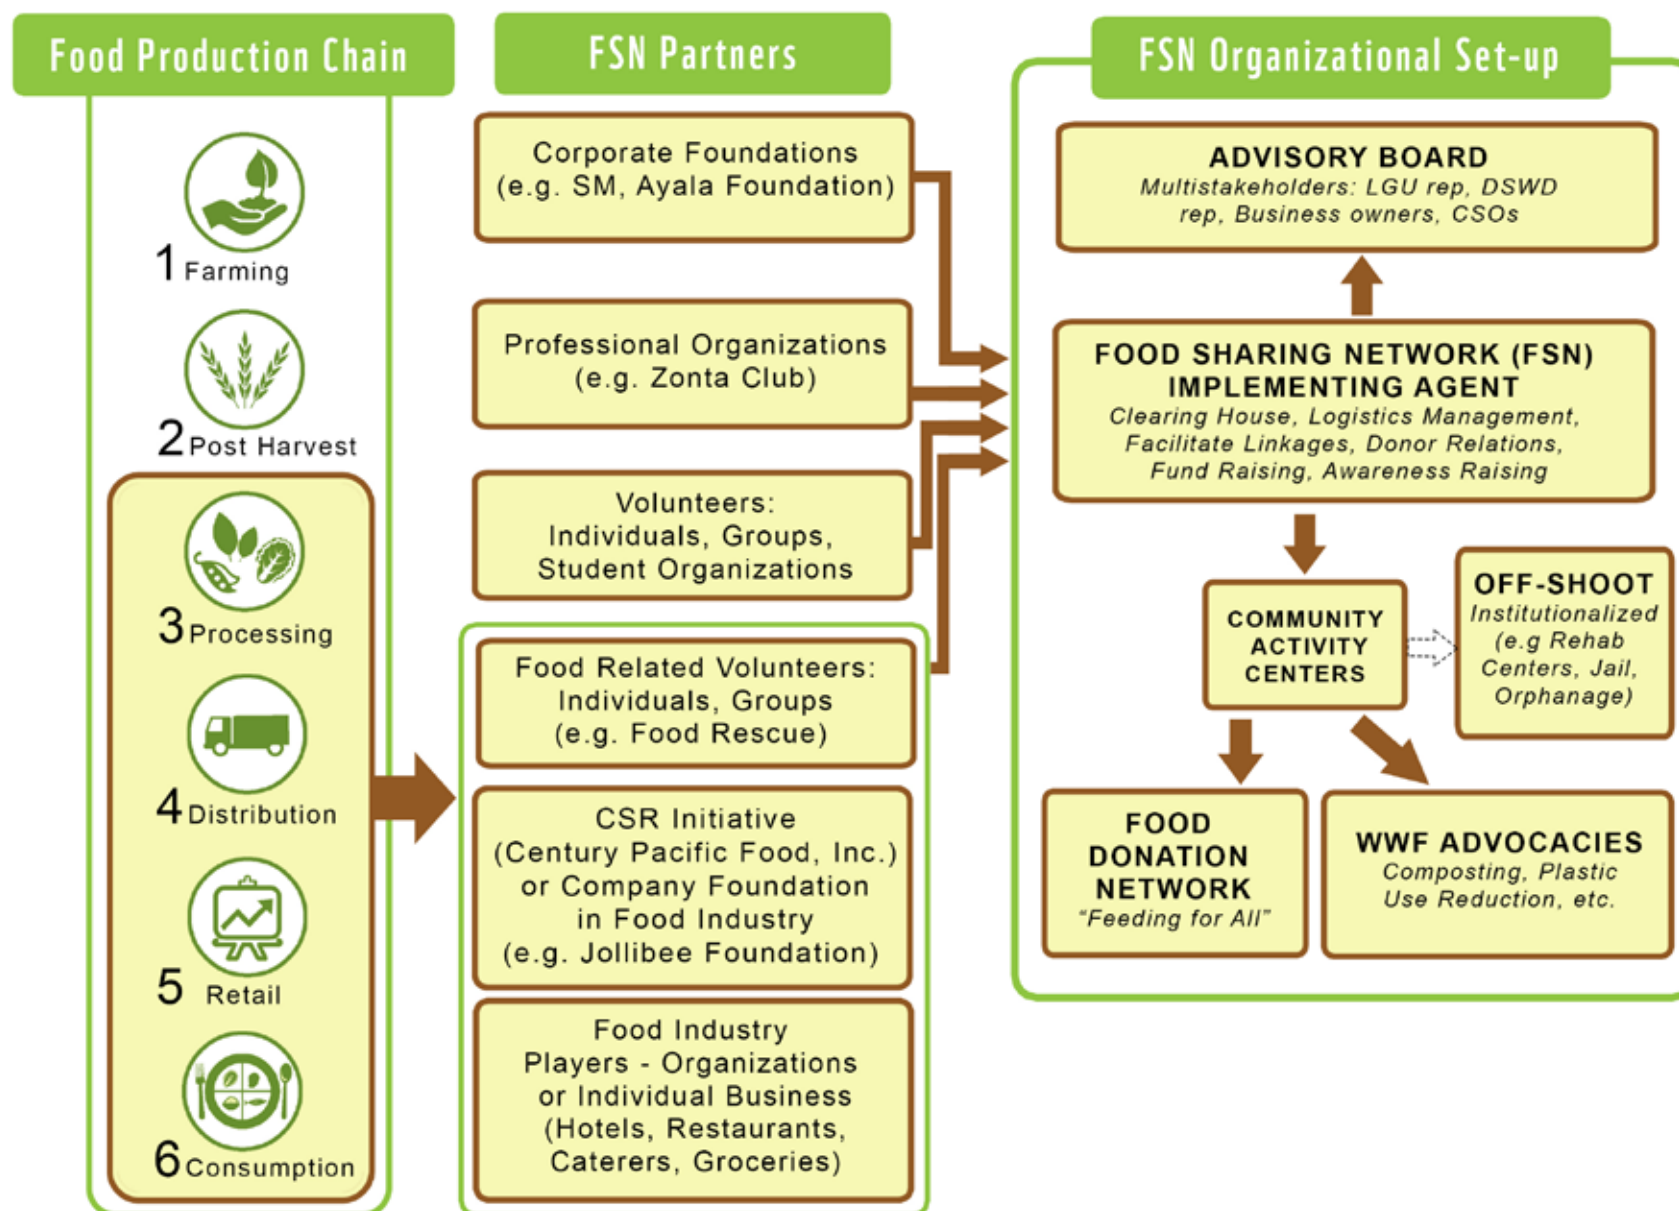 Food Production Chain
1 Farming
2 Post Harvest
3 Processing
4 Distribution
5 Retail
6 Consumption
FSN Partners
Corporate Foundations
(e.g. SM, Ayala Foundation)
Professional Organizations
(e.g. Zonta Club)
Volunteers:
Individuals, Groups,
Student Organizations
Food Related Volunteers:
Individuals, Groups
(e.g. Food Rescue)
CSR Initiative
(Century Pacific Food, Inc.)
or Company Foundation
in Food Industry
(e.g. Jollibee Foundation)
Food Industry
Players - Organizations
or Individual Business
(Hotels, Restaurants,
Caterers, Groceries)
FSN Organizational Set-up
ADVISORY BOARD
Multistakeholders: LGU rep, DSWD
rep, Business owners, CSOs
FOOD SHARING NETWORK (FSN)
IMPLEMENTING AGENT
Clearing House, Logistics Management,
Facilitate Linkages, Donor Relations,
Fund Raising, Awareness Raising
COMMUNITY
ACTIVITY
CENTERS
OFF-SHOOT
Institutionalized
(e.g Rehab
Centers, Jail,
Orphanage)
FOOD
DONATION
NETWORK
“Feeding for All”
WWF ADVOCACIES
Composting, Plastic
Use Reduction, etc.